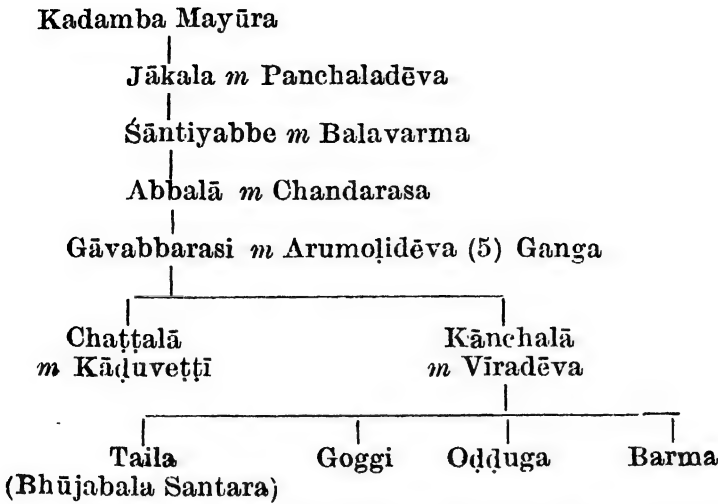 Kadamba Mayūra
Jākala m Panchaladēva
Śāntiyabbe m Balavarma
Abbalā m Chandarasa
Gāvabbarasi m Arumoḷidēva (5) Ganga
Chaṭṭalā Kānchalā
m Kāḍuveṭṭī m Vīradēva
Taila Goggi Oḍḍuga Barma
(Bhūjabala Santara)